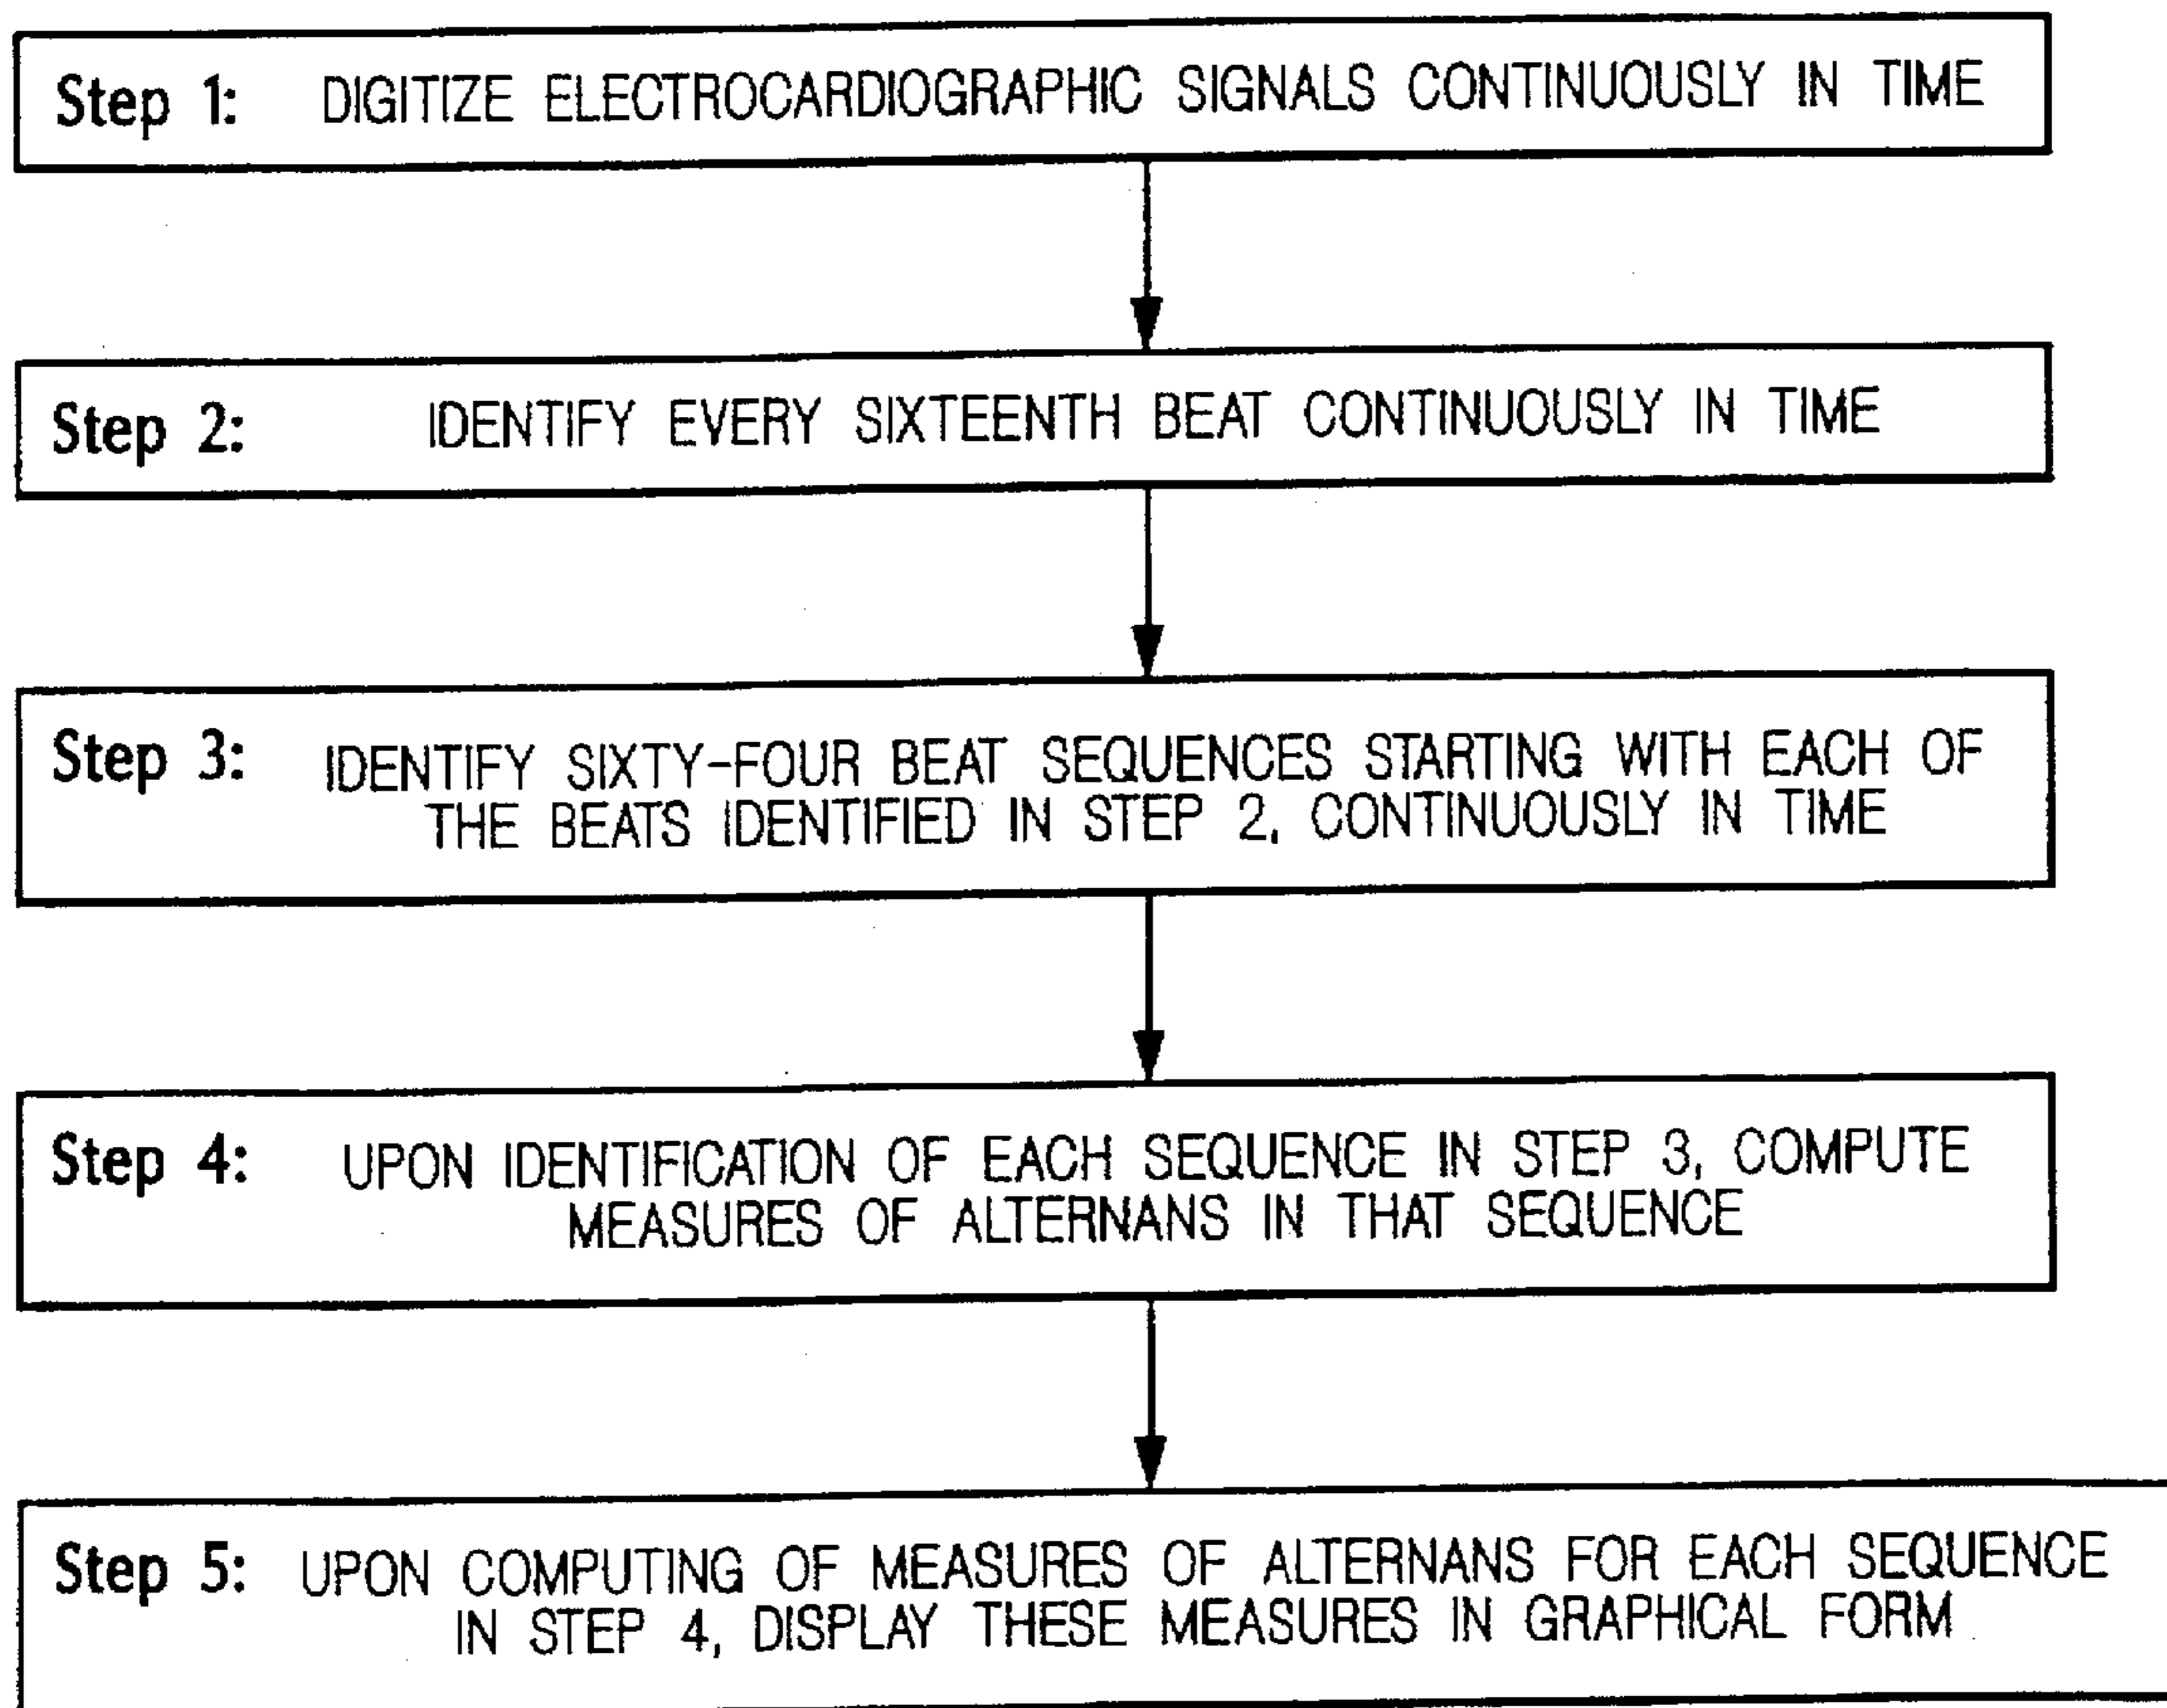 Step 1: DIGITIZE ELECTROCARDIOGRAPHIC SIGNALS CONTINUOUSLY IN TIME
Step 2: IDENTIFY EVERY SIXTEENTH BEAT CONTINUOUSLY IN TIME
Step 3: IDENTIFY SIXTY-FOUR BEAT SEQUENCES STARTING WITH EACH OF
THE BEATS IDENTIFIED IN STEP 2, CONTINUOUSLY IN TIME
Step 4: UPON IDENTIFICATION OF EACH SEQUENCE IN STEP 3, COMPUTE
MEASURES OF ALTERNANS IN THAT SEQUENCE
Step 5: UPON COMPUTING OF MEASURES OF ALTERNANS FOR EACH SEQUENCE
IN STEP 4, DISPLAY THESE MEASURES IN GRAPHICAL FORM